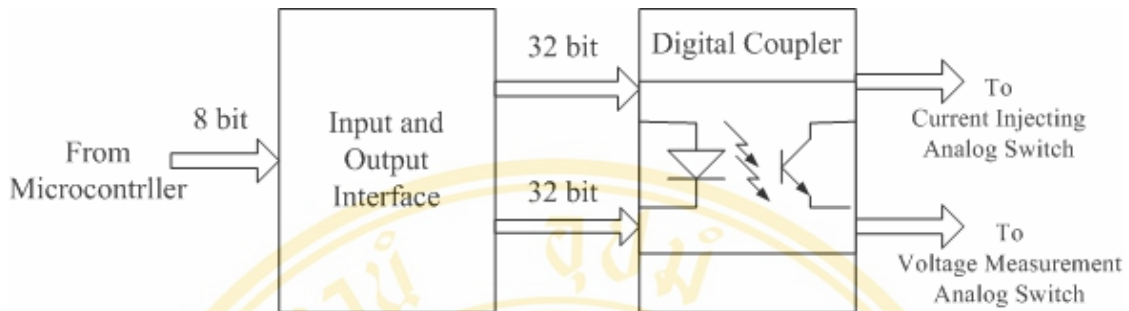 32 bit
Digital Coupler
8 bit
From
Microcontrller
Input and
Output
Interface
32 bit
To
Current Injecting
Analog Switch
To
Voltage Measurement
Analog Switch